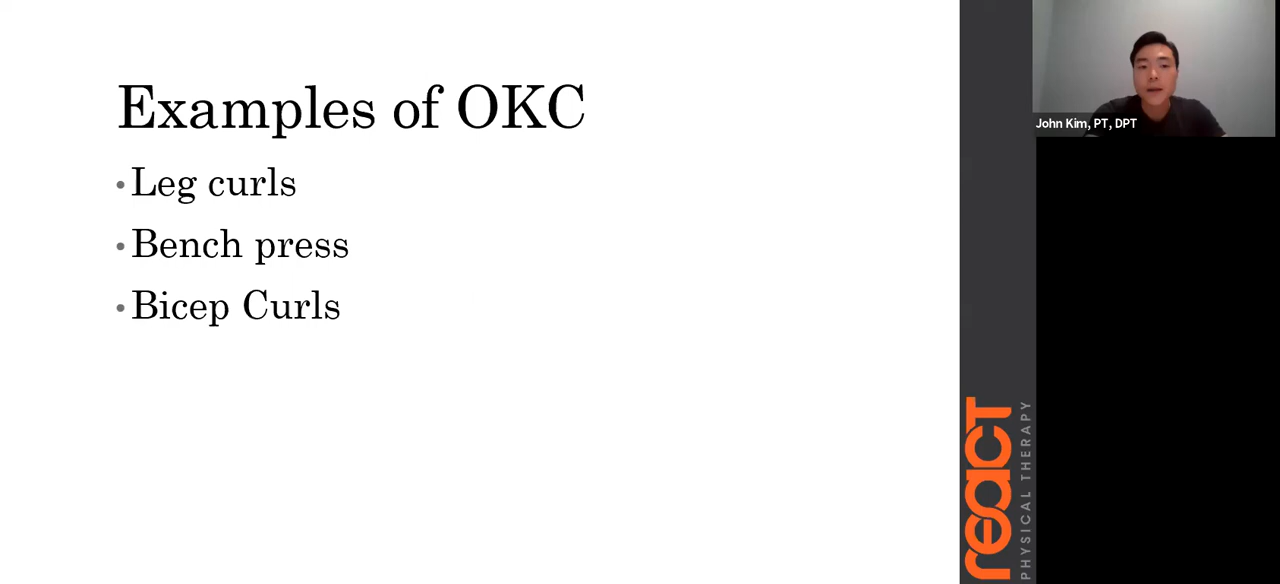 Examples of OKC
•Leg curls
•Bench press
•Bicep Curls
John Kim, PT, DPT
react
PHYSICAL THERAPY